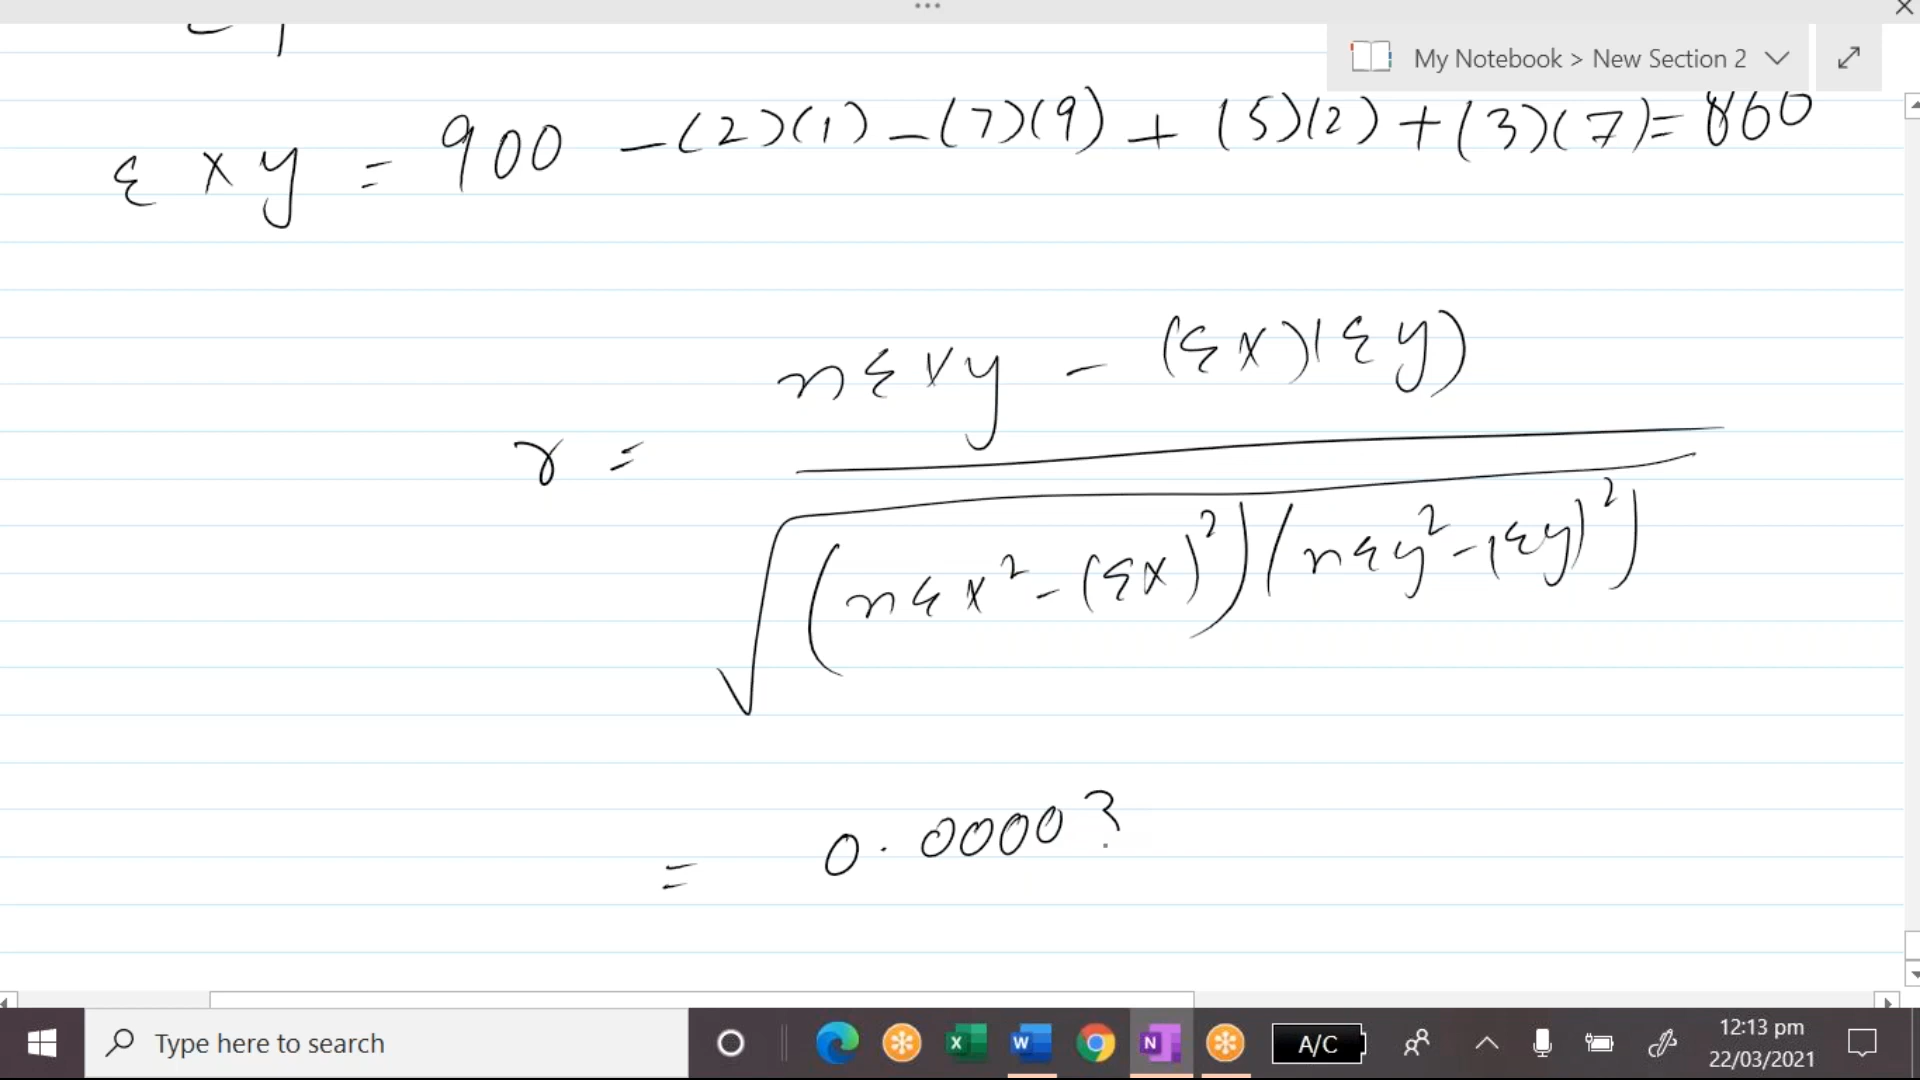 My Notebook > New Section 2
Σxy = 900 -(2)(1) -(7)(9) + (5)(2) + (3)(7) = 860
nΣxy - (Σx)(Σy)
r =
√(nΣx² - (Σx)²)(nΣy² - (Σy)²)
= 0.0000?
Type here to search
A/C
12:13 pm
22/03/2021